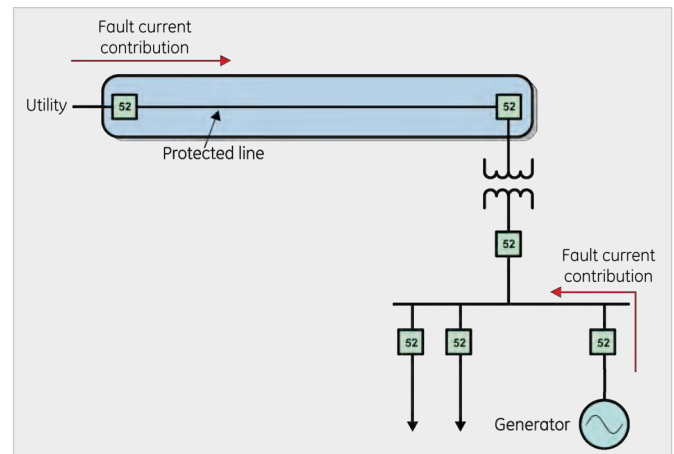 Fault current
contribution
Utility
52
52
Protected line
52
Fault current
contribution
52
52
52
Generator